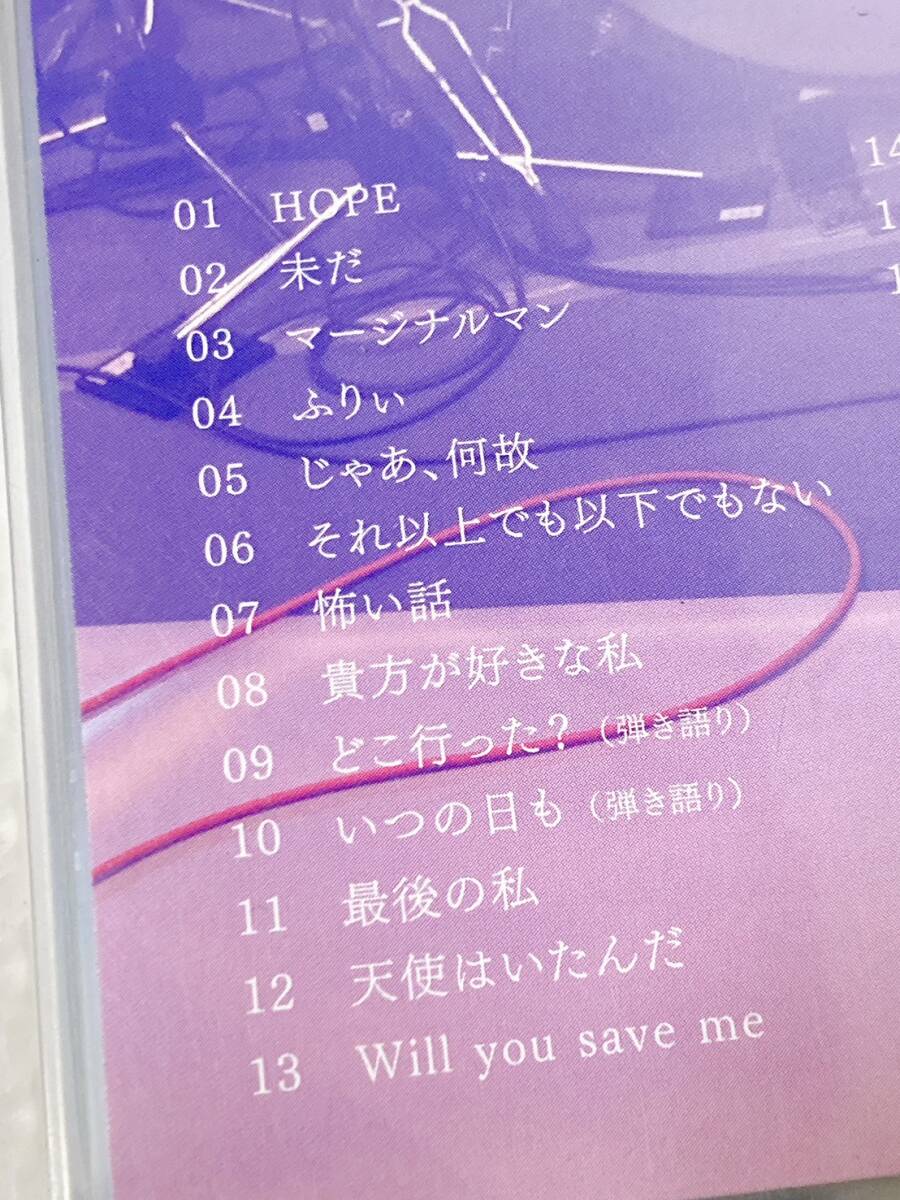 01 HOPE
02 未だ
03 マージナルマン
04 ふりぃ
05 じゃあ、何故
06 それ以上でも以下でもない
07 怖い話
08 貴方が好きな私
09 どこ行った？（弾き語り）
10 いつの日も（弾き語り）
11 最後の私
12 天使はいたんだ
13 Will you save me
14